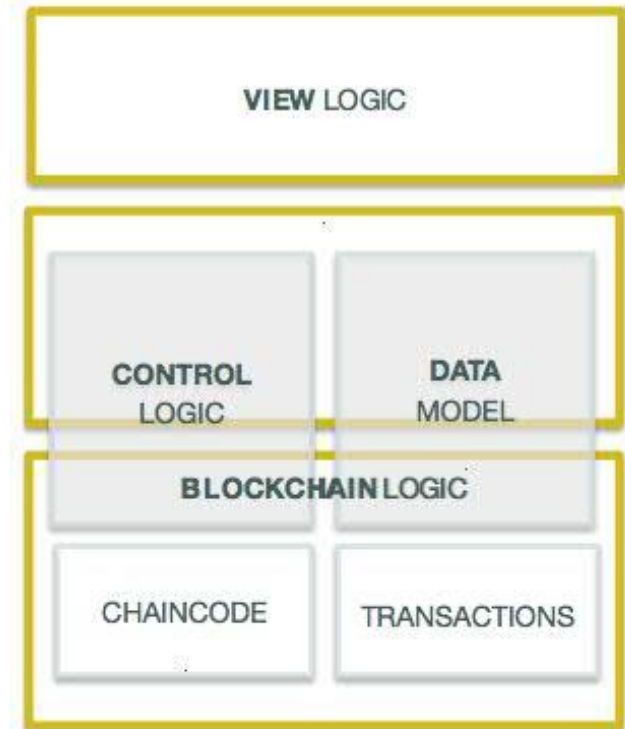 VIEW LOGIC
CONTROL
LOGIC
DATA
MODEL
BLOCKCHAIN LOGIC
CHAINCODE
TRANSACTIONS